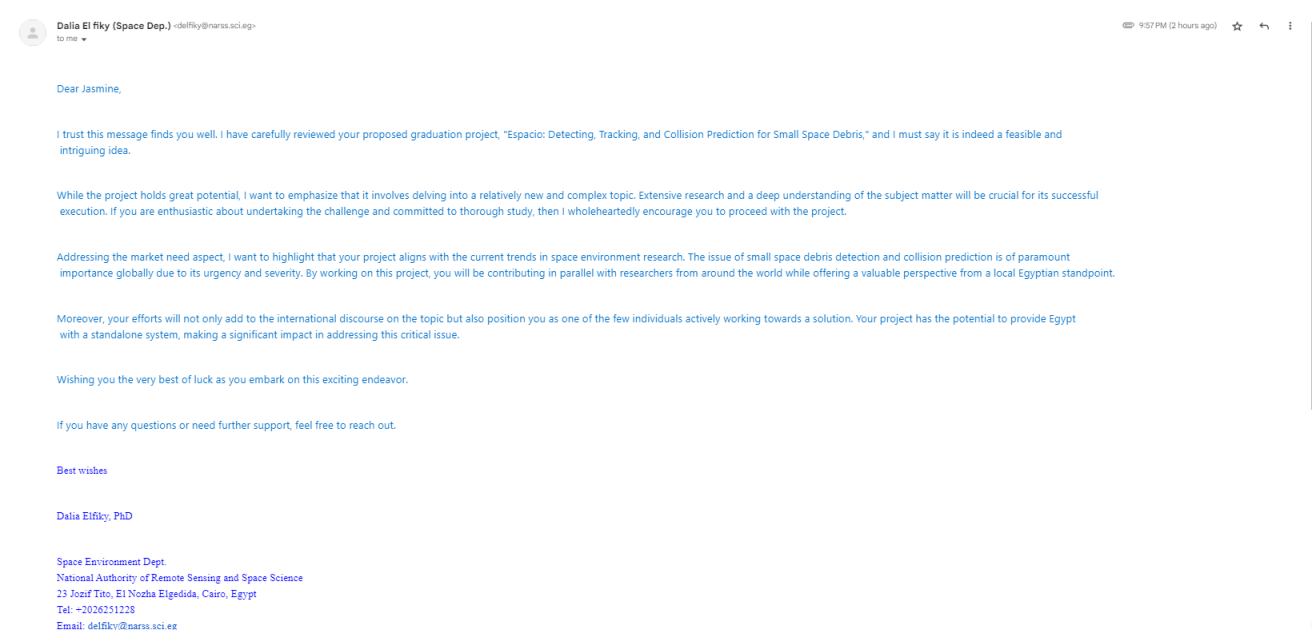 Dalia El fiky (Space Dep.) <delfiky@narss.sci.eg>
9:57 PM (2 hours ago)
to me
Dear Jasmine,
I trust this message finds you well. I have carefully reviewed your proposed graduation project, "Espacio: Detecting, Tracking, and Collision Prediction for Small Space Debris," and I must say it is indeed a feasible and
intriguing idea.
While the project holds great potential, I want to emphasize that it involves delving into a relatively new and complex topic. Extensive research and a deep understanding of the subject matter will be crucial for its successful
execution. If you are enthusiastic about undertaking the challenge and committed to thorough study, then I wholeheartedly encourage you to proceed with the project.
Addressing the market need aspect, I want to highlight that your project aligns with the current trends in space environment research. The issue of small space debris detection and collision prediction is of paramount
importance globally due to its urgency and severity. By working on this project, you will be contributing in parallel with researchers from around the world while offering a valuable perspective from a local Egyptian standpoint.
Moreover, your efforts will not only add to the international discourse on the topic but also position you as one of the few individuals actively working towards a solution. Your project has the potential to provide Egypt
with a standalone system, making a significant impact in addressing this critical issue.
Wishing you the very best of luck as you embark on this exciting endeavor.
If you have any questions or need further support, feel free to reach out.
Best wishes
Dalia Elfiky, PhD
Space Environment Dept.
National Authority of Remote Sensing and Space Science
23 Jozif Tito, El Nozha Elgedida, Cairo, Egypt
Tel: +2026251228
Email: delfiky@narss.sci.eg